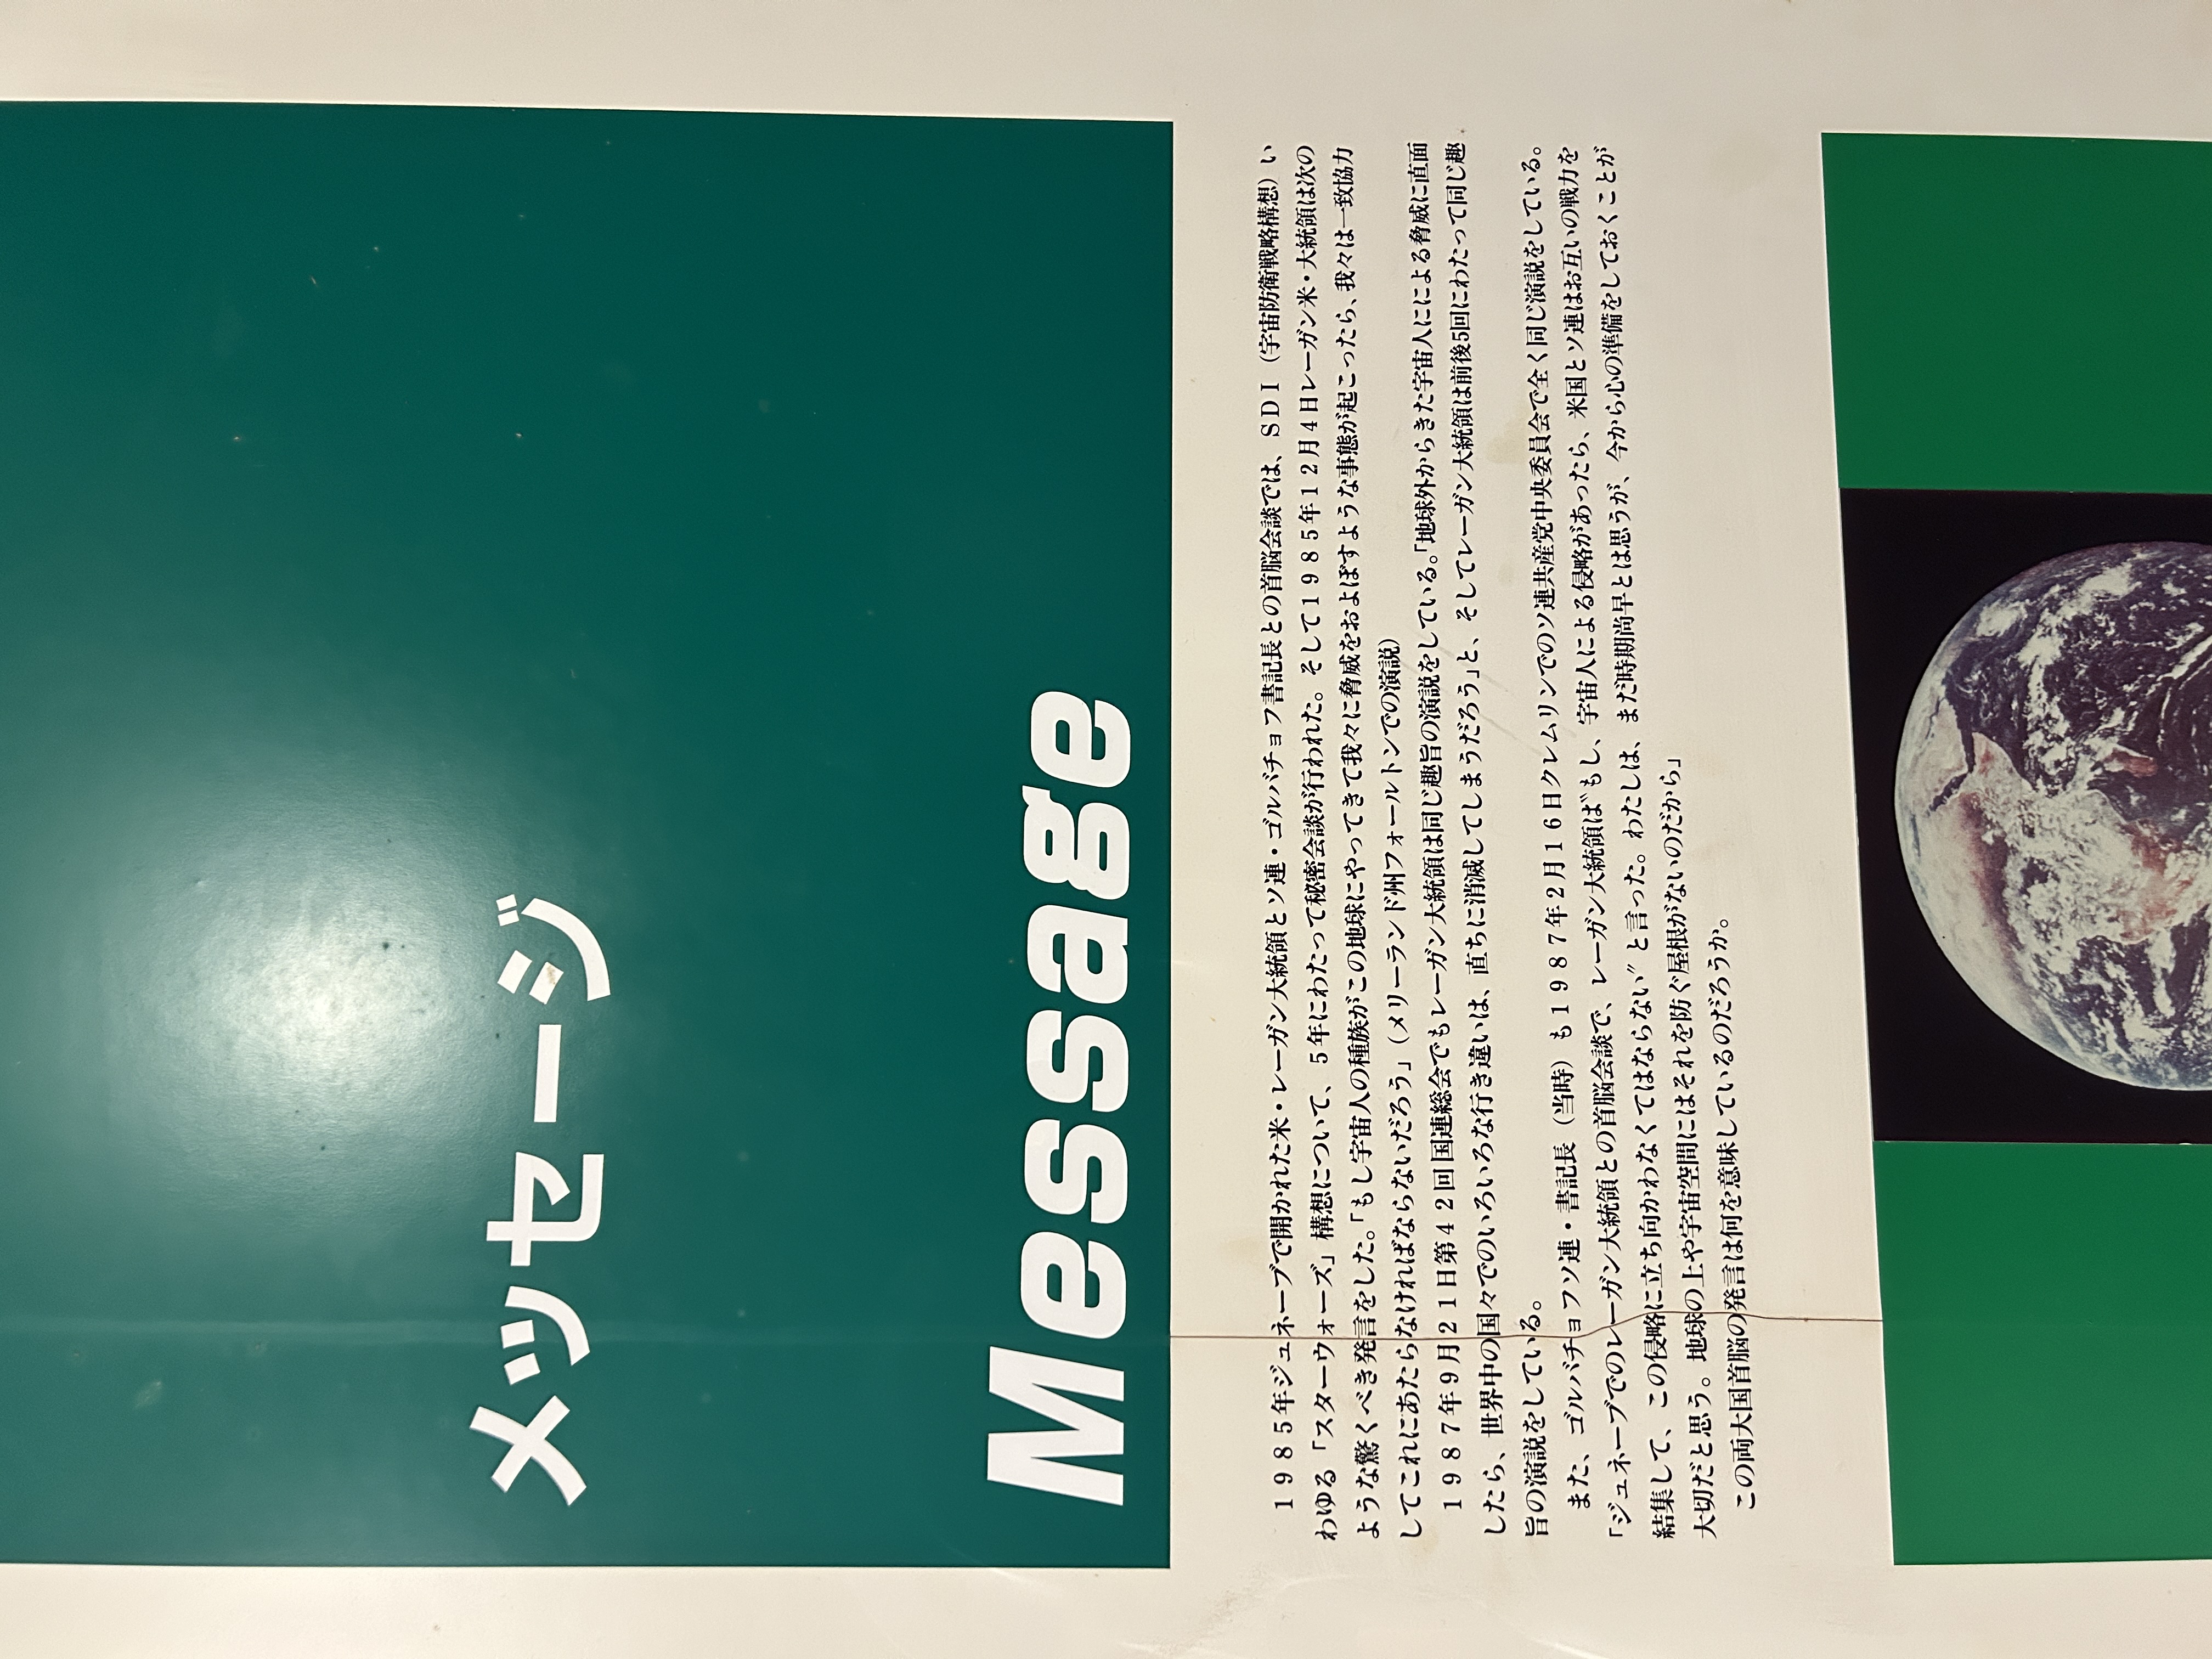 メッセージ
Message
1985年ジュネーブで開かれた米・レーガン大統領とソ連・ゴルバチョフ書記長との首脳会談では、SDI（宇宙防衛戦略構想）い
わゆる「スターウォーズ」構想について、5年にわたって秘密会談が行われた。そして1985年12月4日レーガン米・大統領は次の
ような驚くべき発言をした。「もし宇宙人の種族がこの地球にやってきて我々に脅威をおよぼすような事態が起こったら、我々は一致協力
してこれにあたらなければならないだろう」（メリーランド州フォールトンでの演説）
1987年9月21日第42回国連総会でもレーガン大統領は同じ趣旨の演説をしている。「地球外からきた宇宙人にによる脅威に直面
したら、世界中の国々でのいろいろな行き違いは、直ちに消滅してしまうだろう」と、そしてレーガン大統領は前後5回にわたって同じ趣
旨の演説をしている。
また、ゴルバチョフソ連・書記長（当時）も1987年2月16日クレムリンでのソ連共産党中央委員会で全く同じ演説をしている。
「ジュネーブでのレーガン大統領との首脳会談で、レーガン大統領は〝もし、宇宙人による侵略があったら、米国とソ連はお互いの戦力を
結集して、この侵略に立ち向かわなくてはならない〞と言った。わたしは、まだ時期尚早とは思うが、今から心の準備をしておくことが
大切だと思う。地球の上や宇宙空間にはそれを防ぐ屋根がないのだから」
この両大国首脳の発言は何を意味しているのだろうか。